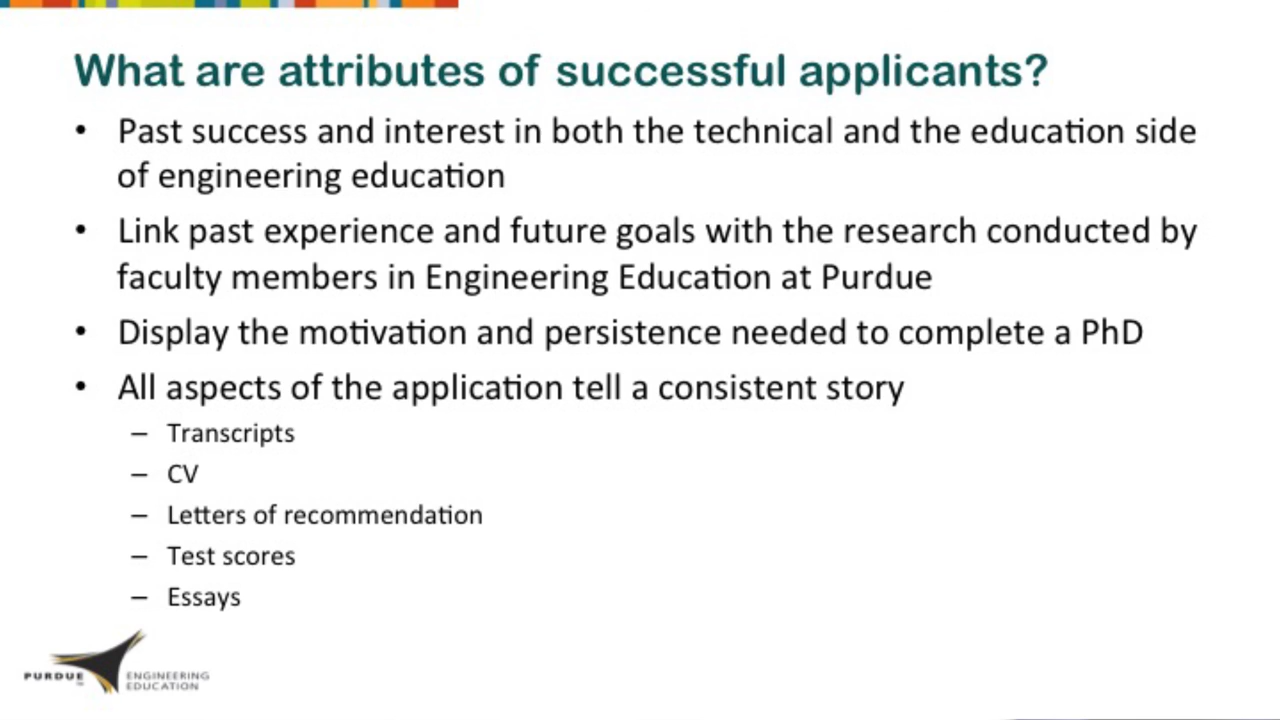 What are attributes of successful applicants?
• Past success and interest in both the technical and the education side
of engineering education
• Link past experience and future goals with the research conducted by
faculty members in Engineering Education at Purdue
• Display the motivation and persistence needed to complete a PhD
• All aspects of the application tell a consistent story
– Transcripts
– CV
– Letters of recommendation
– Test scores
– Essays
PURDUE
ENGINEERING
EDUCATION